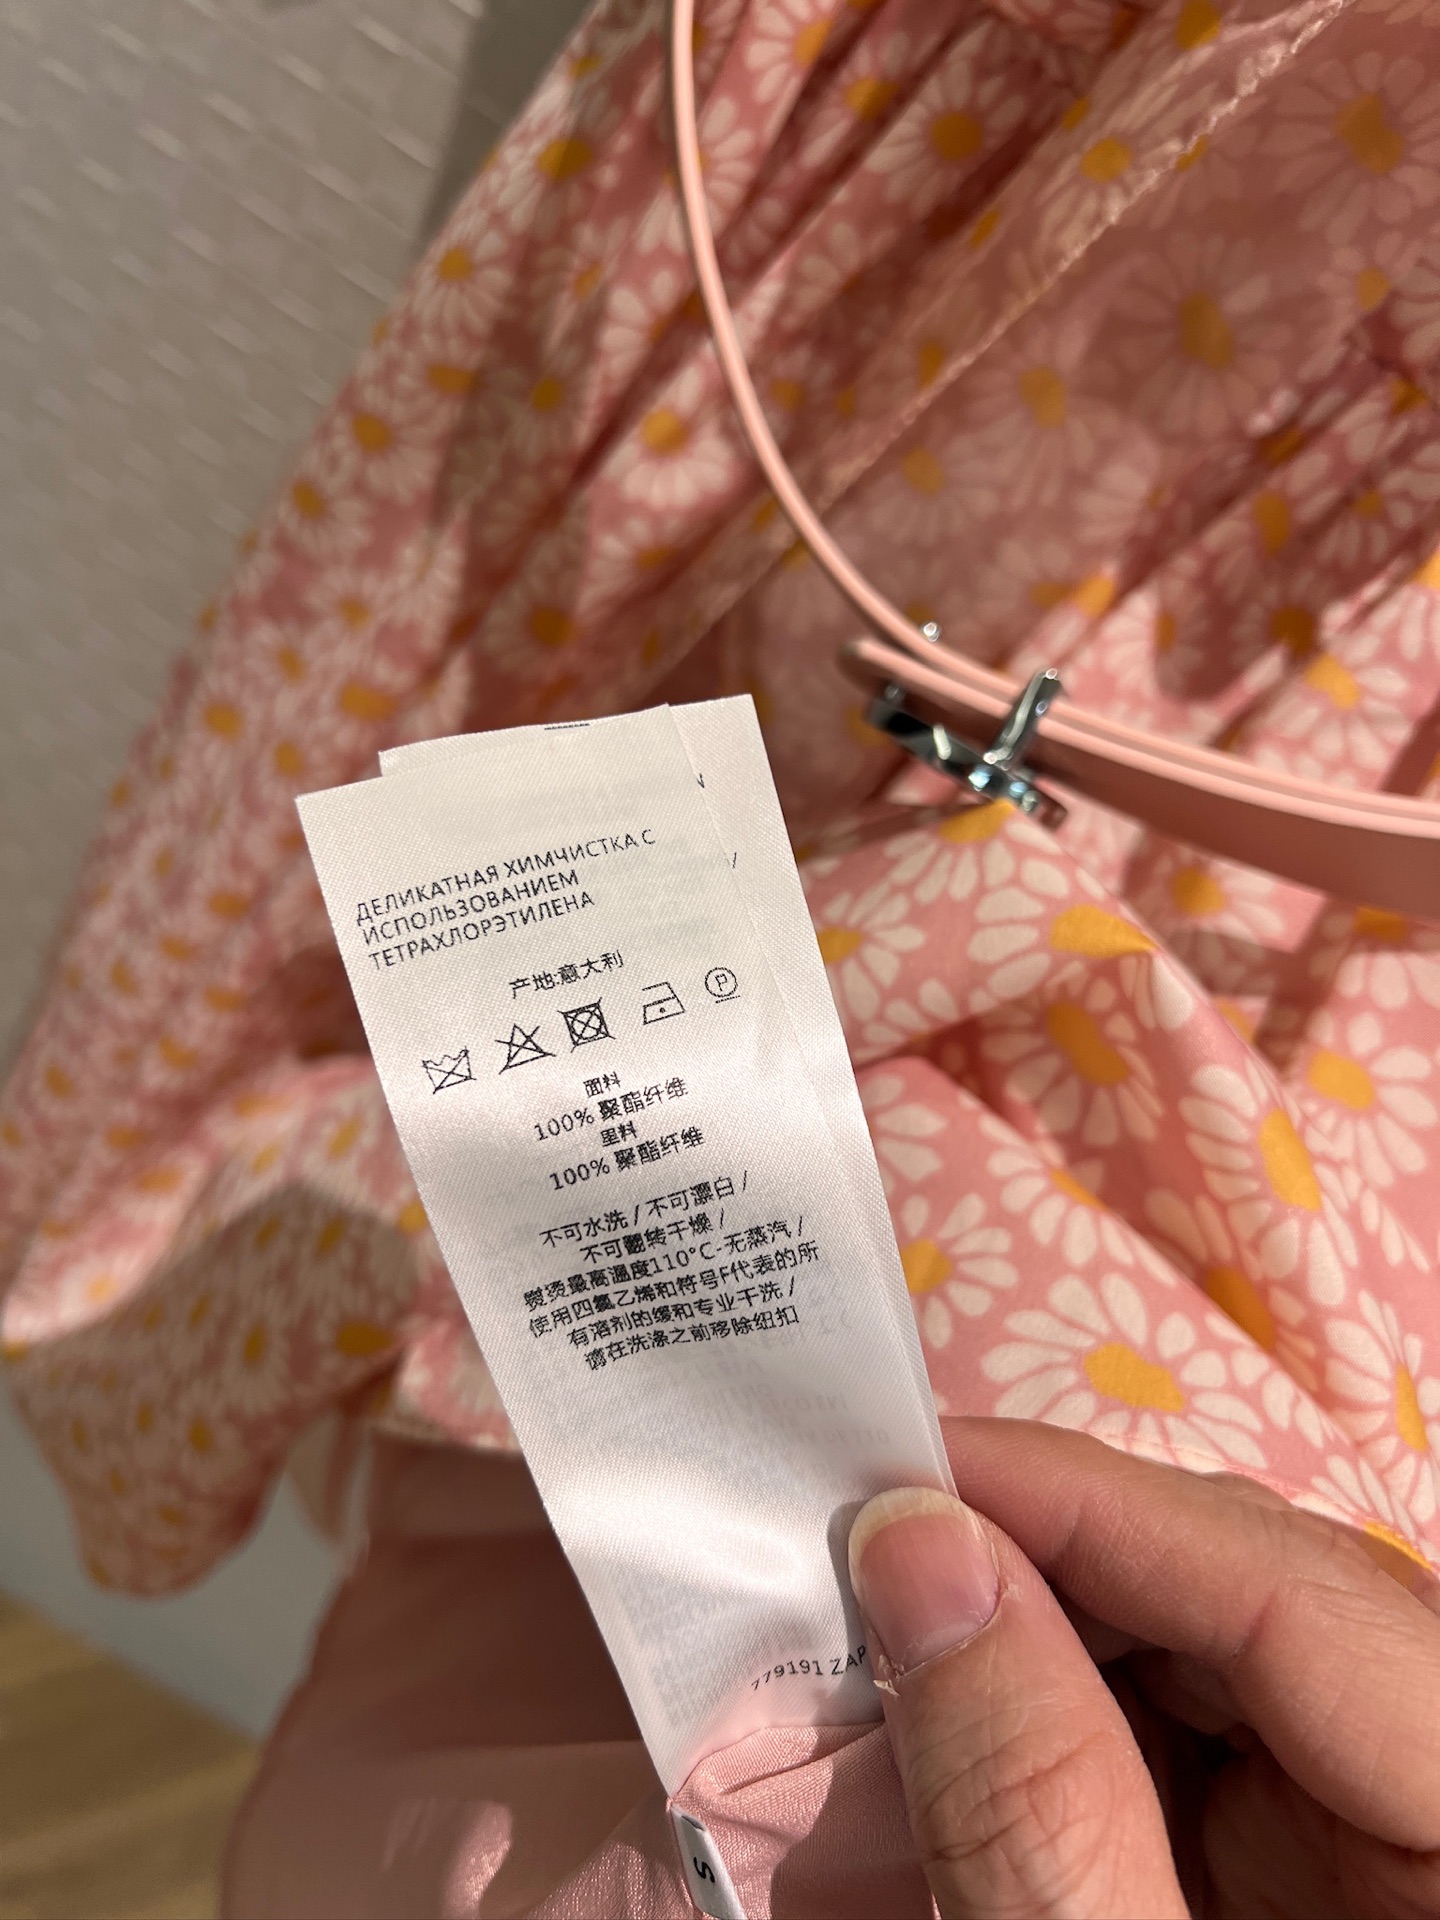 ДЕЛИКАТНАЯ ХИМЧИСТКА С
ИСПОЛЬЗОВАНИЕМ
ТЕТРАХЛОРЭТИЛЕНА
产地:意大利
P
面料
100% 聚酯纤维
里料
100% 聚酯纤维
不可水洗 / 不可漂白 /
不可翻转干燥 /
熨烫最高温度110°C-无蒸汽 /
使用四氯乙烯和符号F代表的所
有溶剂的缓和专业干洗 /
请在洗涤之前移除纽扣
779191 ZAP
S